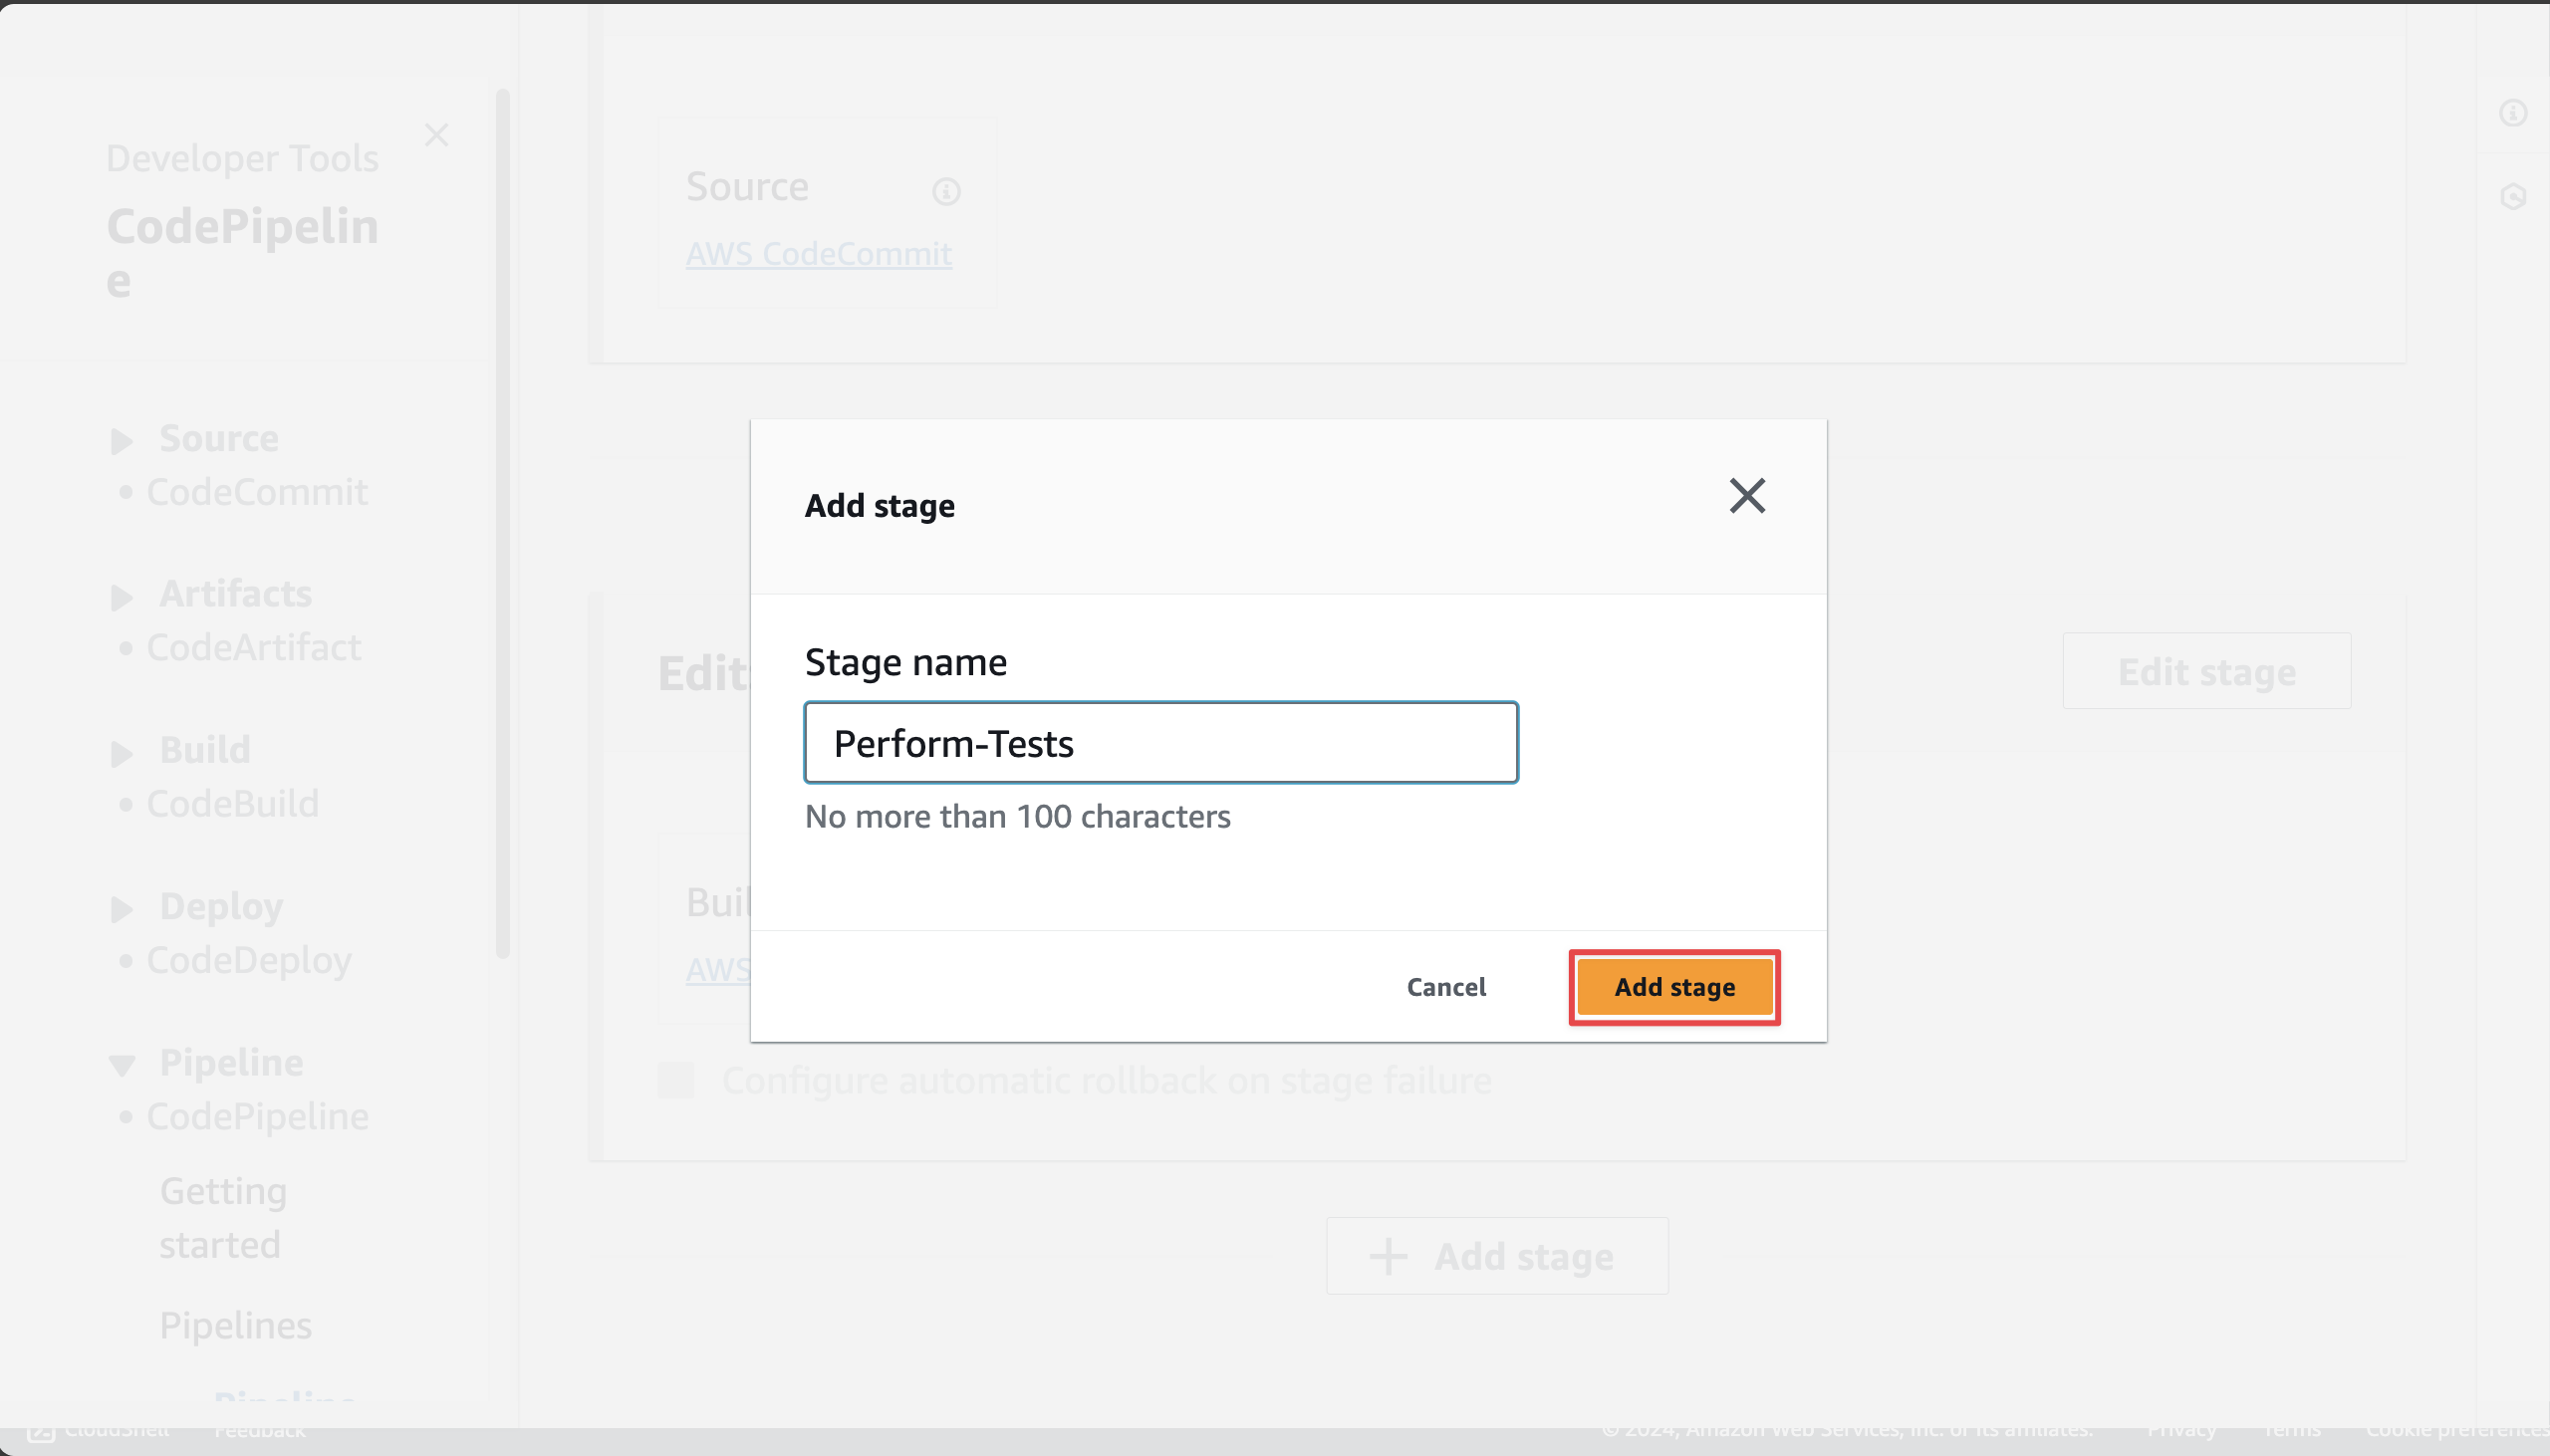 Developer Tools
CodePipelin
e
Source
CodeCommit
Artifacts
CodeArtifact
Build
CodeBuild
Deploy
CodeDeploy
Pipeline
CodePipeline
Getting
started
Pipelines
Pipeline
Source
AWS CodeCommit
Edit:
Edit stage
Buil
AWS
Configure automatic rollback on stage failure
Add stage
Add stage
Stage name
Perform-Tests
No more than 100 characters
Cancel
Add stage
CloudShell
Feedback
© 2024, Amazon Web Services, Inc. or its affiliates.
Privacy
Terms
Cookie preferences